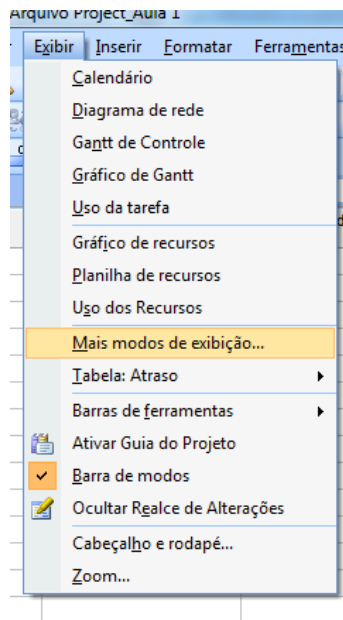 Arquivo Project_Aula 1
Exibir Inserir Formatar Ferramentas
Calendário
Diagrama de rede
Gantt de Controle
Gráfico de Gantt
Uso da tarefa
Gráfico de recursos
Planilha de recursos
Uso dos Recursos
Mais modos de exibição...
Tabela: Atraso
Barras de ferramentas
Ativar Guia do Projeto
Barra de modos
Ocultar Realce de Alterações
Cabeçalho e rodapé...
Zoom...